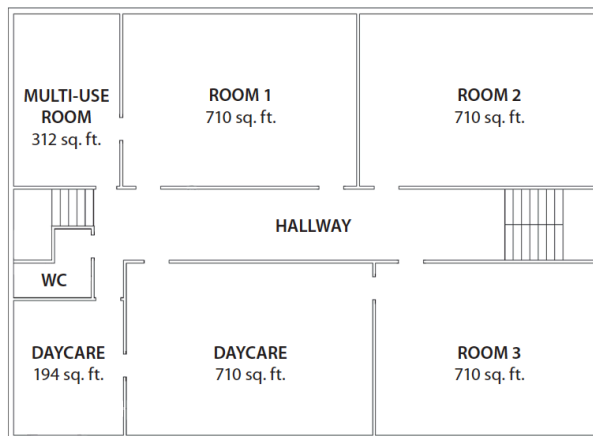 MULTI-USE
ROOM
312 sq. ft.
ROOM 1
710 sq. ft.
ROOM 2
710 sq. ft.
HALLWAY
WC
DAYCARE
194 sq. ft.
DAYCARE
710 sq. ft.
ROOM 3
710 sq. ft.